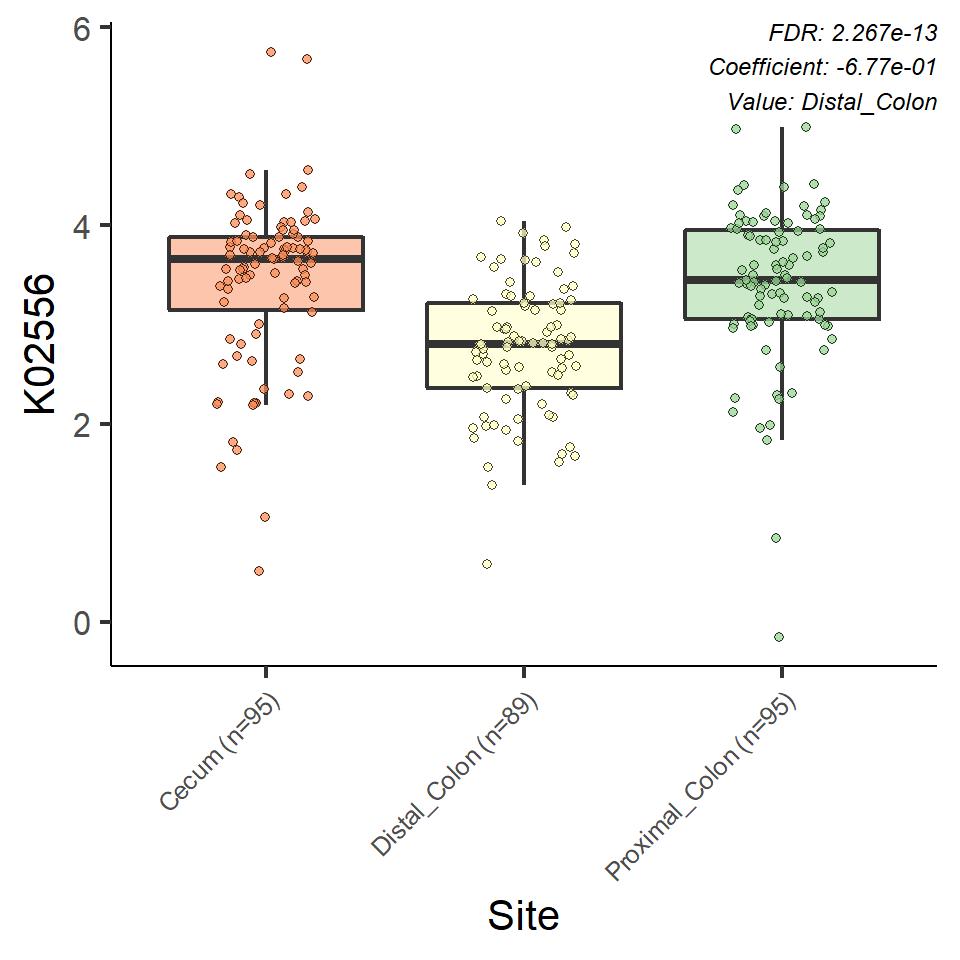 FDR: 2.267e-13
Coefficient: -6.77e-01
Value: Distal_Colon
6
4
2
0
K02556
Cecum (n=95)
Distal_Colon (n=89)
Proximal_Colon (n=95)
Site